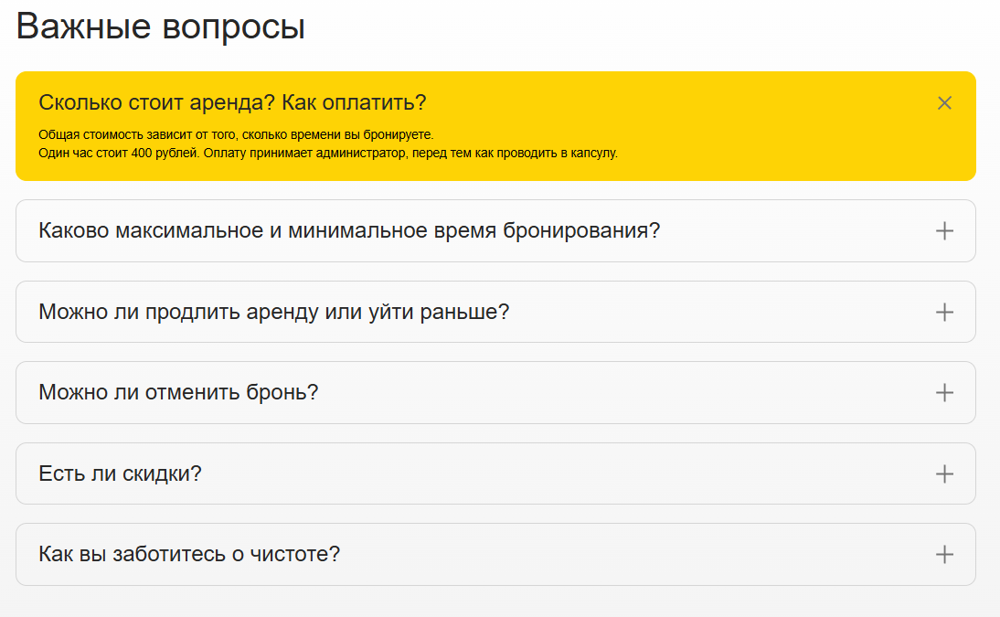 Важные вопросы
Сколько стоит аренда? Как оплатить?
Общая стоимость зависит от того, сколько времени вы бронируете.
Один час стоит 400 рублей. Оплату принимает администратор, перед тем как проводить в капсулу.
Каково максимальное и минимальное время бронирования?
Можно ли продлить аренду или уйти раньше?
Можно ли отменить бронь?
Есть ли скидки?
Как вы заботитесь о чистоте?